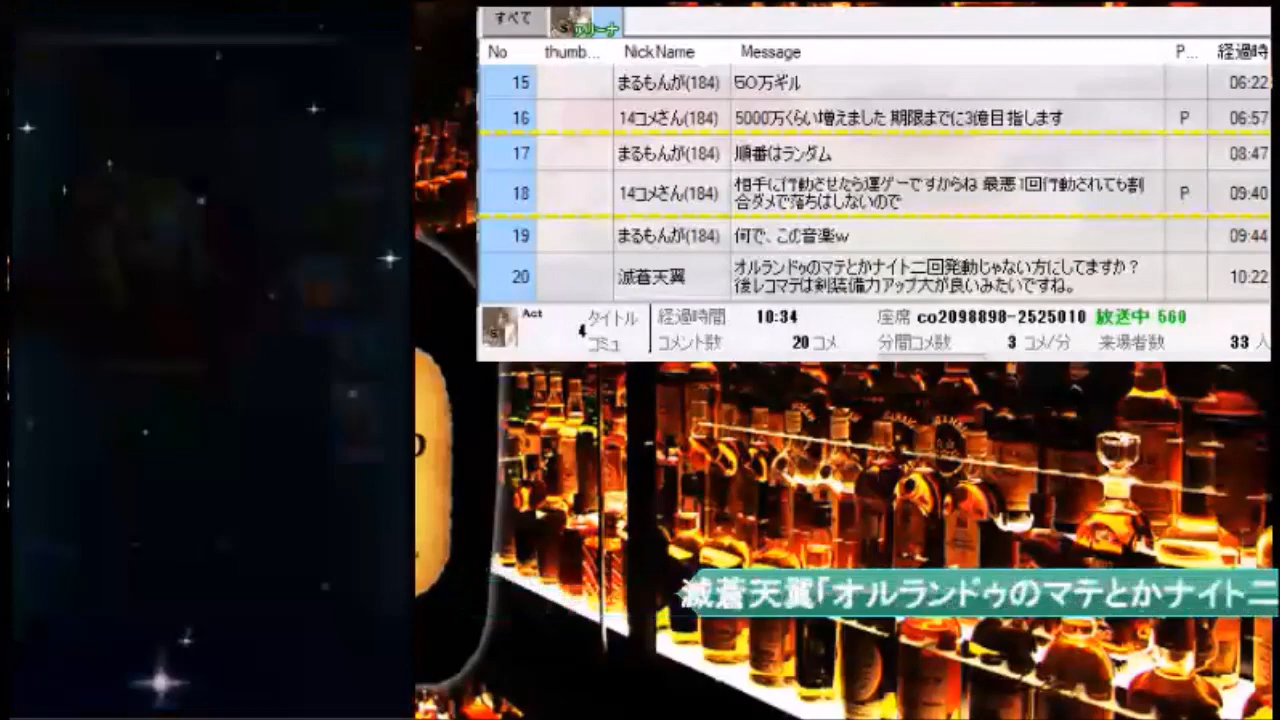 すべて アリーナ
No thumb... NickName Message P... 経過時
15 まるもんが(184) 50万ギル 06:22
16 14コメさん(184) 5000万くらい増えました 期限までに3億目指します P 06:57
17 まるもんが(184) 順番はランダム 08:47
18 14コメさん(184) 相手に行動させたら運ゲーですからね 最悪1回行動されても割
合ダメで落ちはしないので P 09:40
19 まるもんが(184) 何で、この音楽w 09:44
20 滅蒼天翼 オルランドゥのマテとかナイト二回発動じゃない方にしてますか?
後レコマテは剣装備力アップ大が良いみたいですね。 10:22
Act タイトル 経過時間 10:34 座席 co2098898-2525010 放送中 560
4 コミュ コメント数 20 コメ 分間コメ数 3 コメ/分 来場者数 33 人
滅蒼天翼「オルランドゥのマテとかナイト二